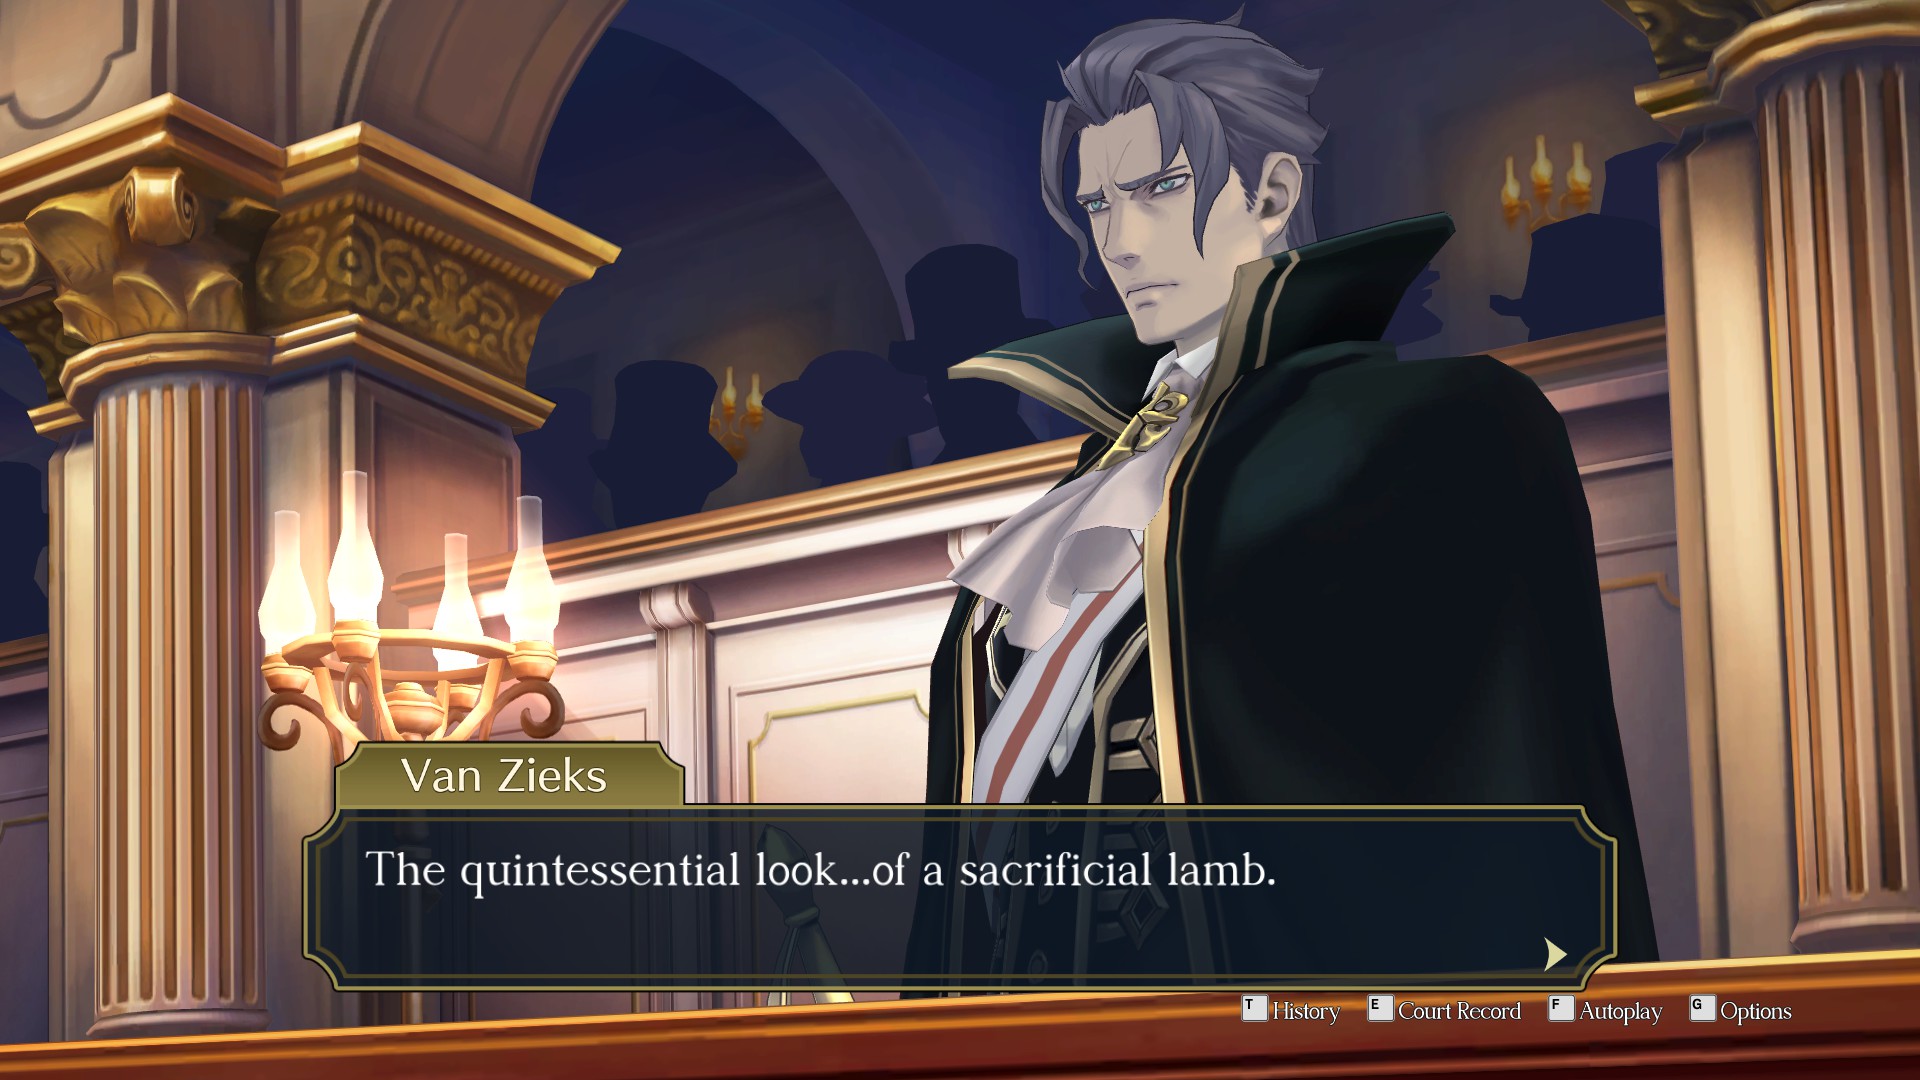 Van Zieks
The quintessential look...of a sacrificial lamb.
T History E Court Record F Autoplay G Options